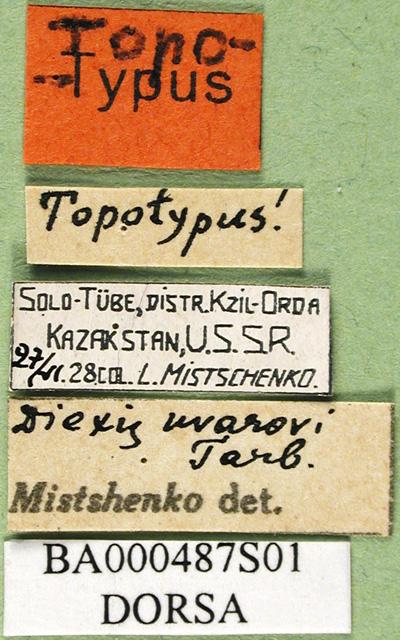 Topo-
-Typus
Topotypus!
SOLO-TÜBE, DISTR. KZIL-ORDA
KAZAKSTAN, U.S.SR.
27/VI.28 COL. L. MISTSCHENKO.
Diexis uvarovi
Tarb.
Mistshenko det.
BA000487S01
DORSA